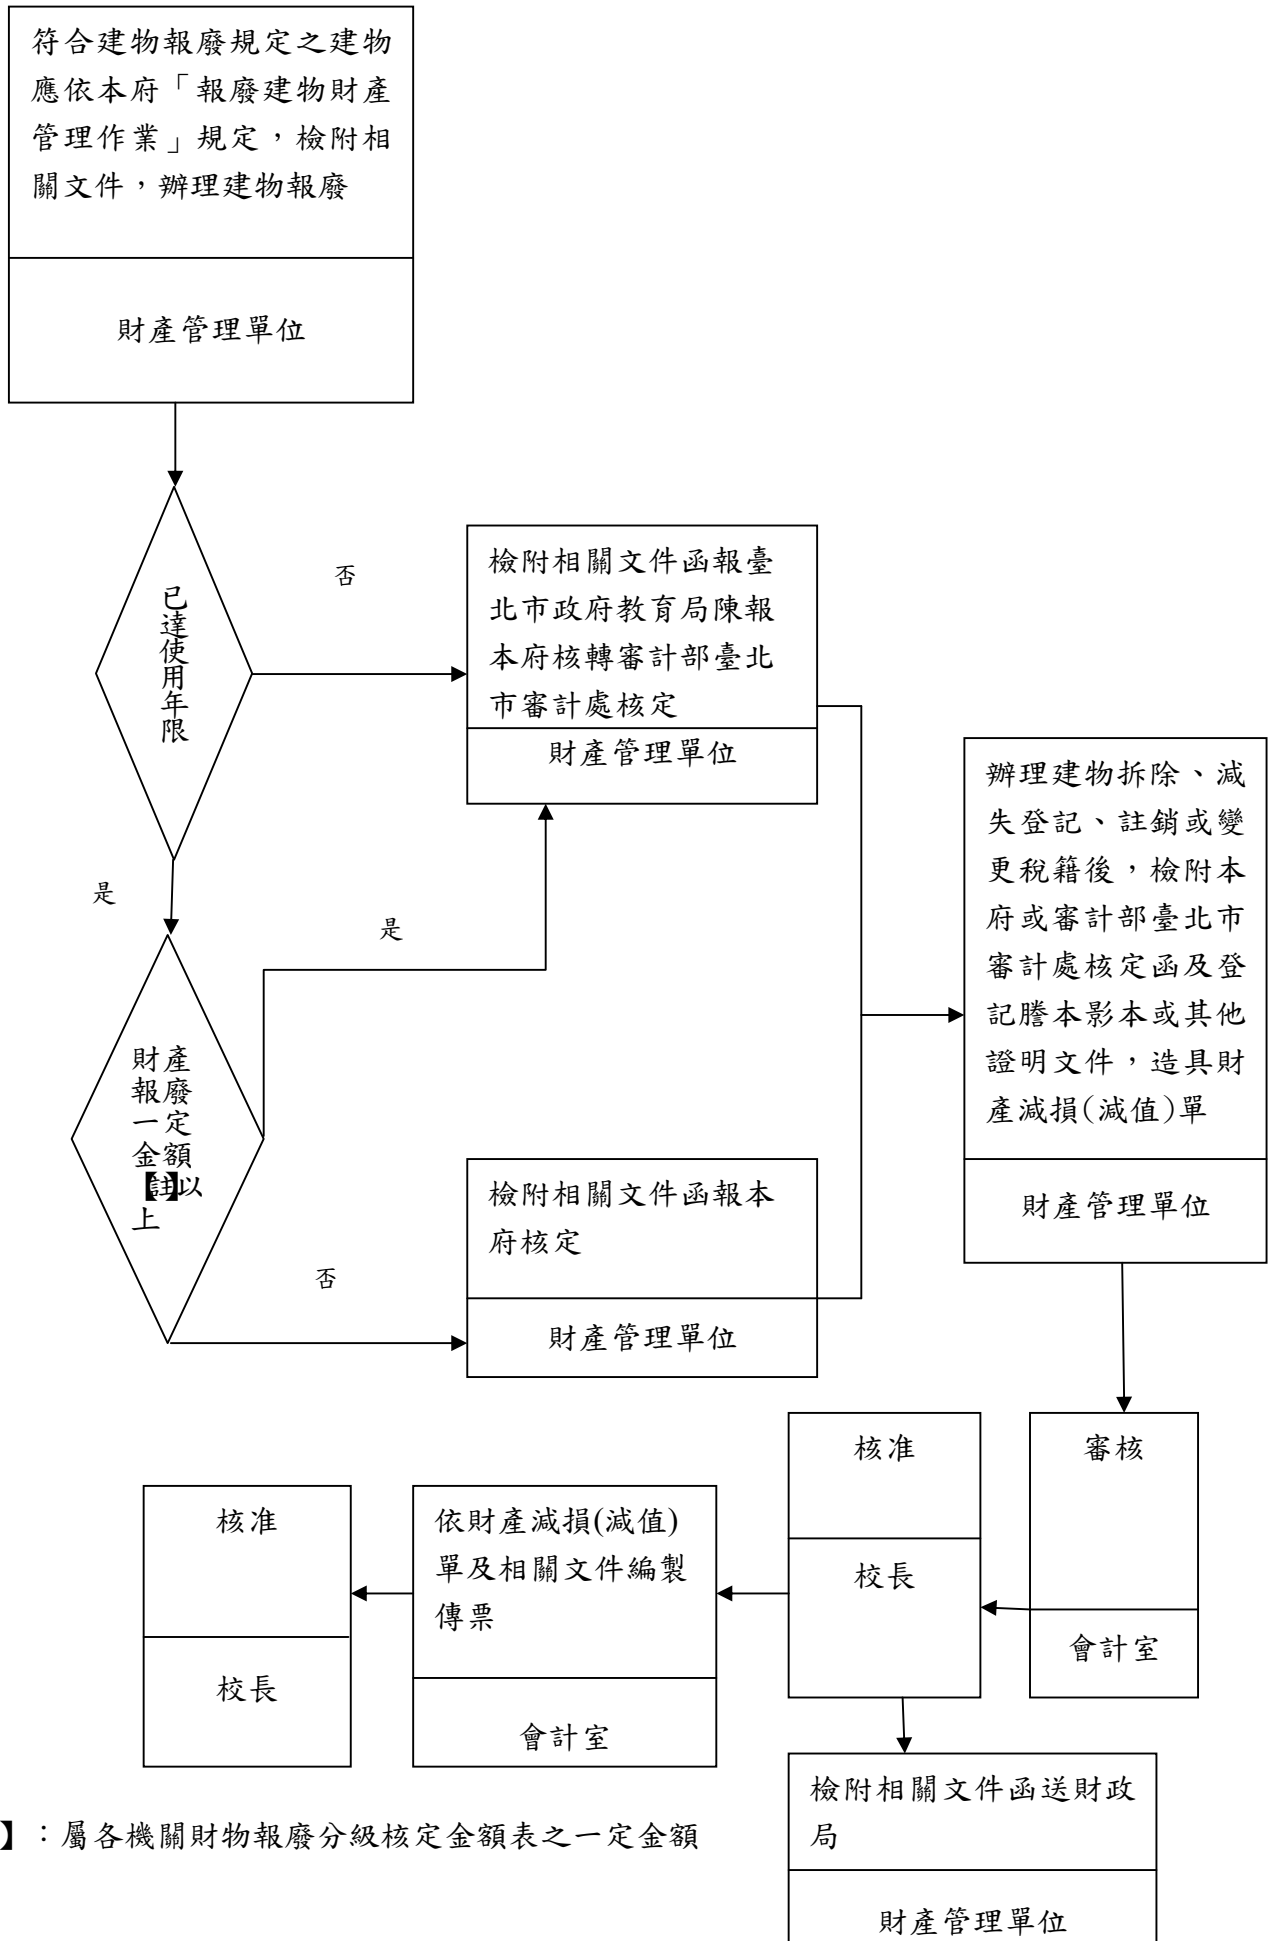 符合建物報廢規定之建物
應依本府「報廢建物財產
管理作業」規定，檢附相
關文件，辦理建物報廢
財產管理單位
已達使用年限
否
檢附相關文件函報臺
北市政府教育局陳報
本府核轉審計部臺北
市審計處核定
財產管理單位
是
是
財產
報廢
一定
金額
【註】以
上
否
檢附相關文件函報本
府核定
財產管理單位
辦理建物拆除、減
失登記、註銷或變
更稅籍後，檢附本
府或審計部臺北市
審計處核定函及登
記謄本影本或其他
證明文件，造具財
產減損(減值)單
財產管理單位
審核
會計室
核准
校長
依財產減損(減值)
單及相關文件編製
傳票
會計室
核准
校長
檢附相關文件函送財政
局
財產管理單位
】：屬各機關財物報廢分級核定金額表之一定金額